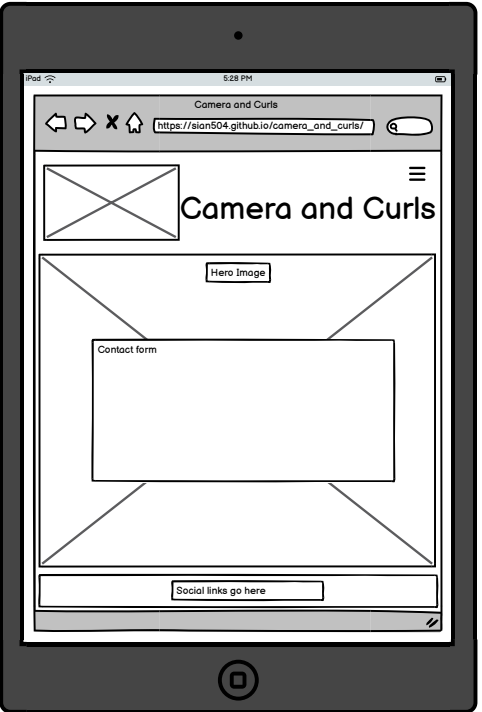 iPad
5:28 PM
Camera and Curls
https://sian504.github.io/camera_and_curls/
Camera and Curls
Hero Image
Contact form
Social links go here